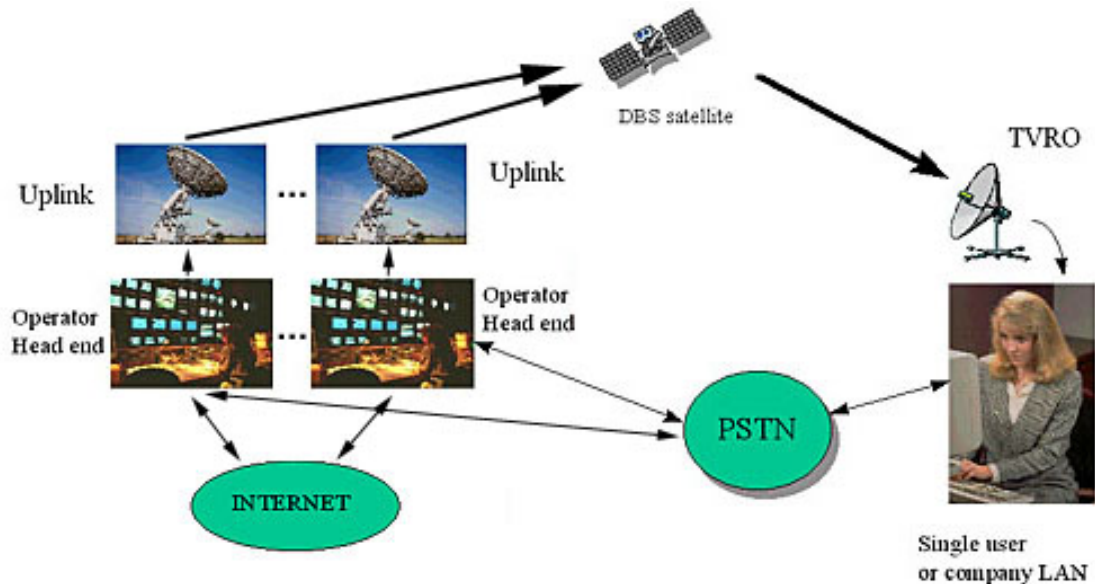 DBS satellite
TVRO
Uplink
...
Uplink
Operator
Head end
...
Operator
Head end
PSTN
INTERNET
Single user
or company LAN